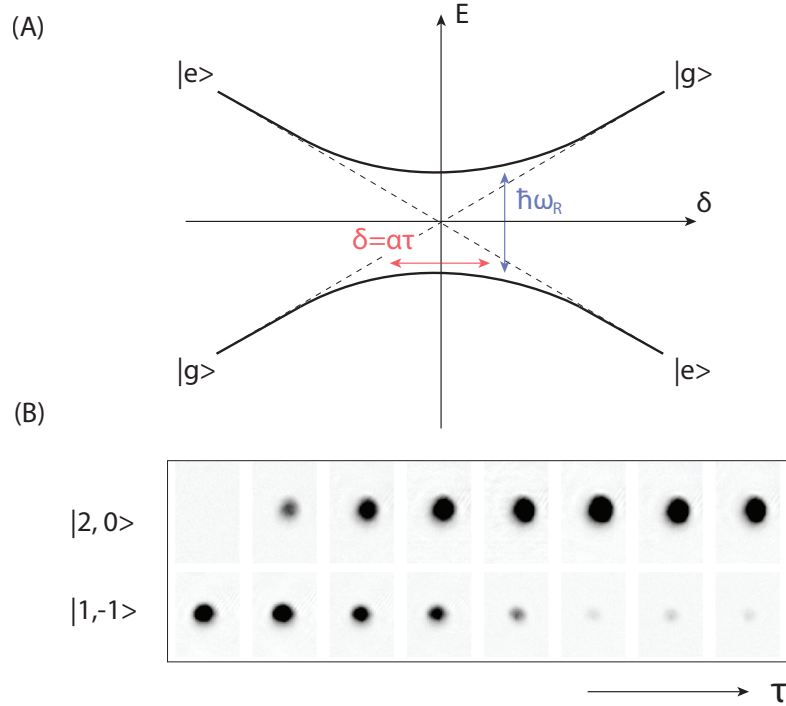 (A)
E
|e>
|g>
ħω_R
δ
δ=ατ
|g>
|e>
(B)
|2,0>
|1,-1>
τ